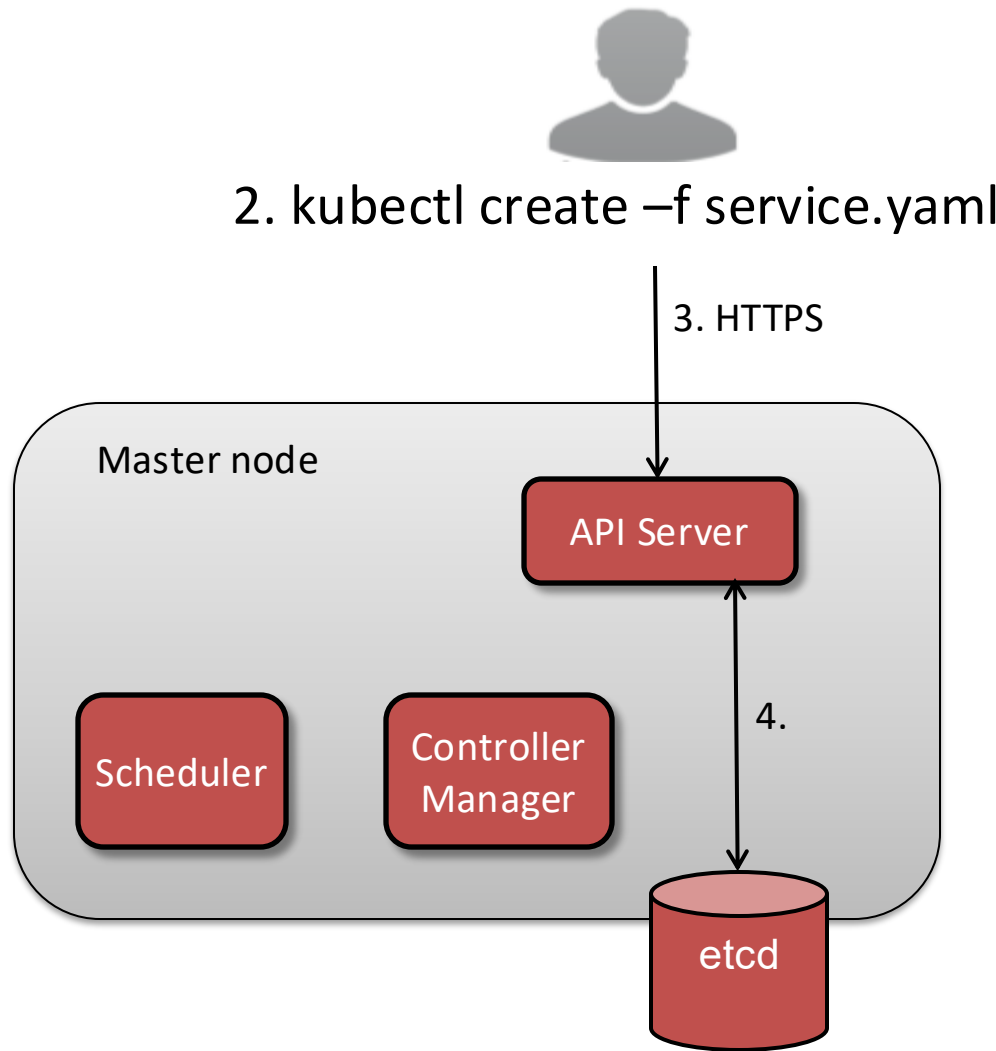 2. kubectl create –f service.yaml
3. HTTPS
Master node
API Server
4.
Scheduler
Controller
Manager
etcd